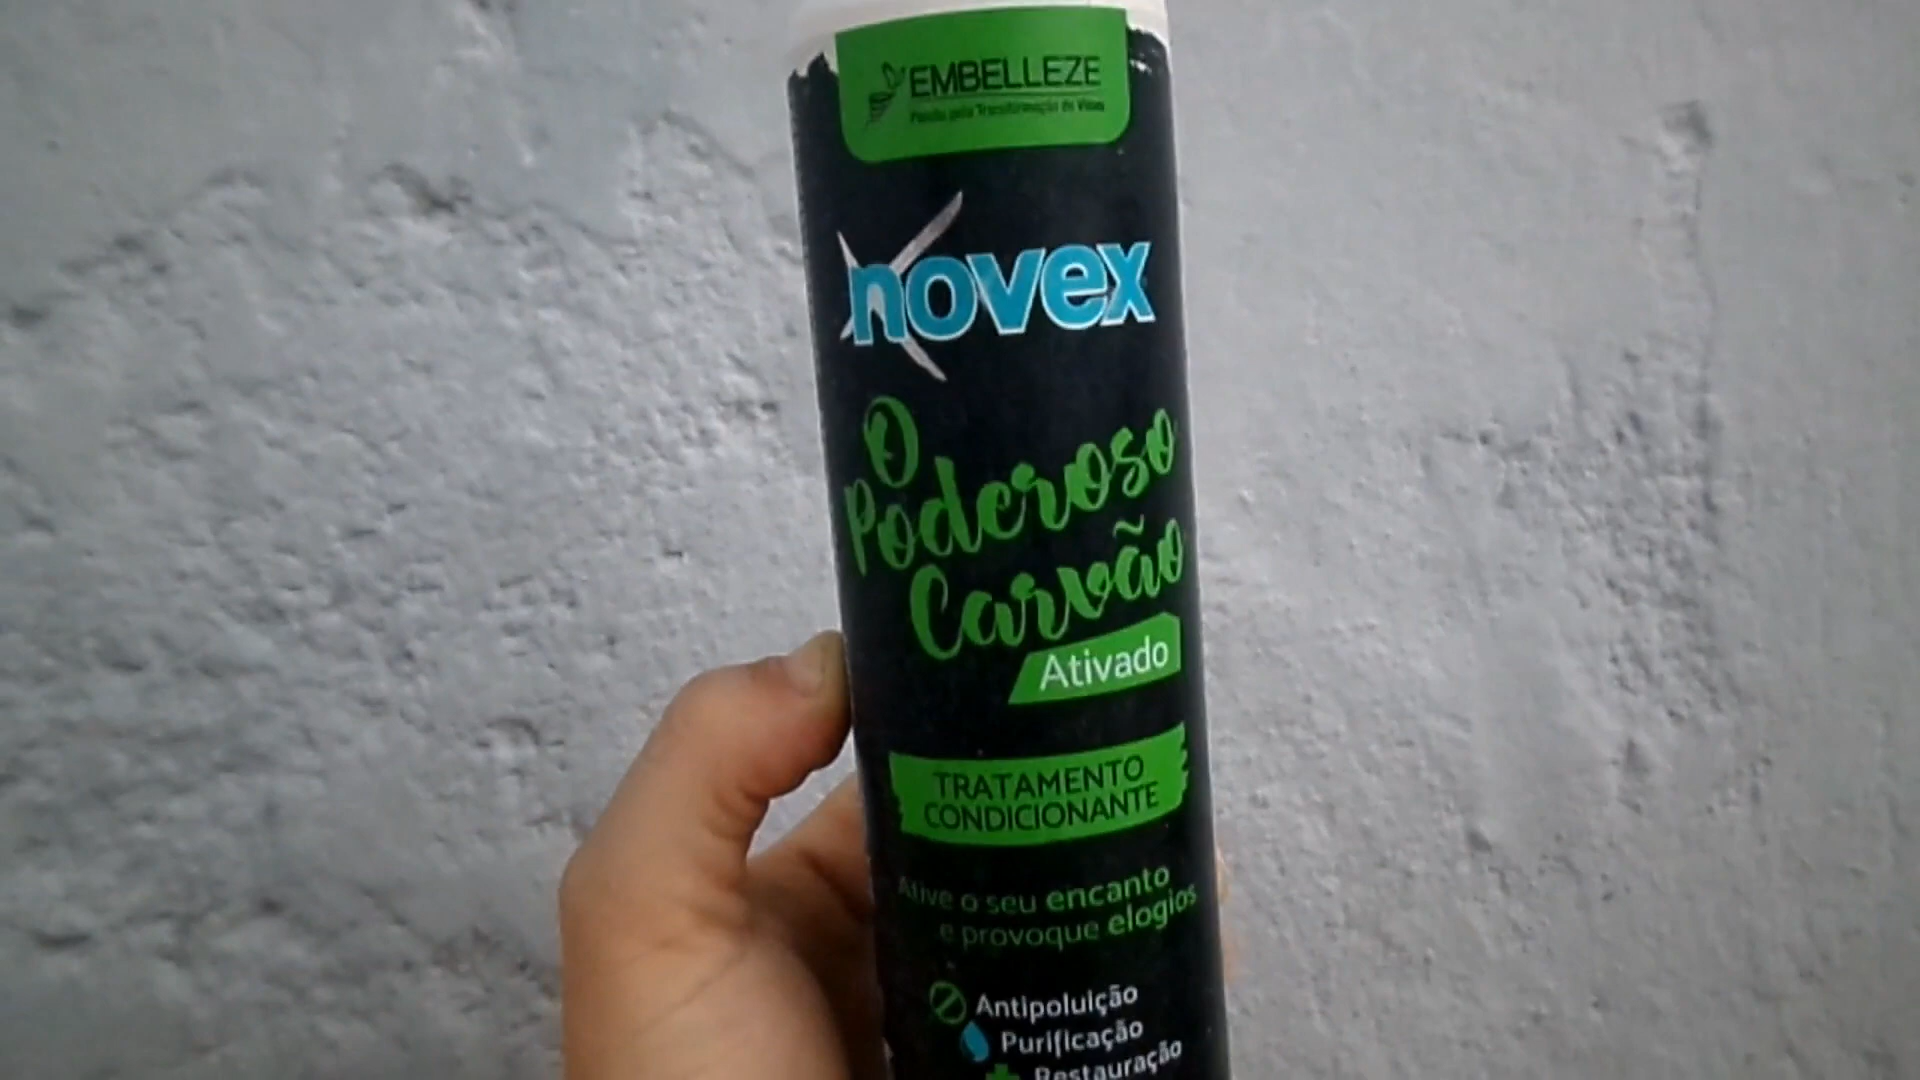 EMBELLEZE
Paixão pela Transformação de Vidas
novex
O
Poderoso
Carvão
Ativado
TRATAMENTO
CONDICIONANTE
Ative o seu encanto
e provoque elogios
Antipoluição
Purificação
Restauração